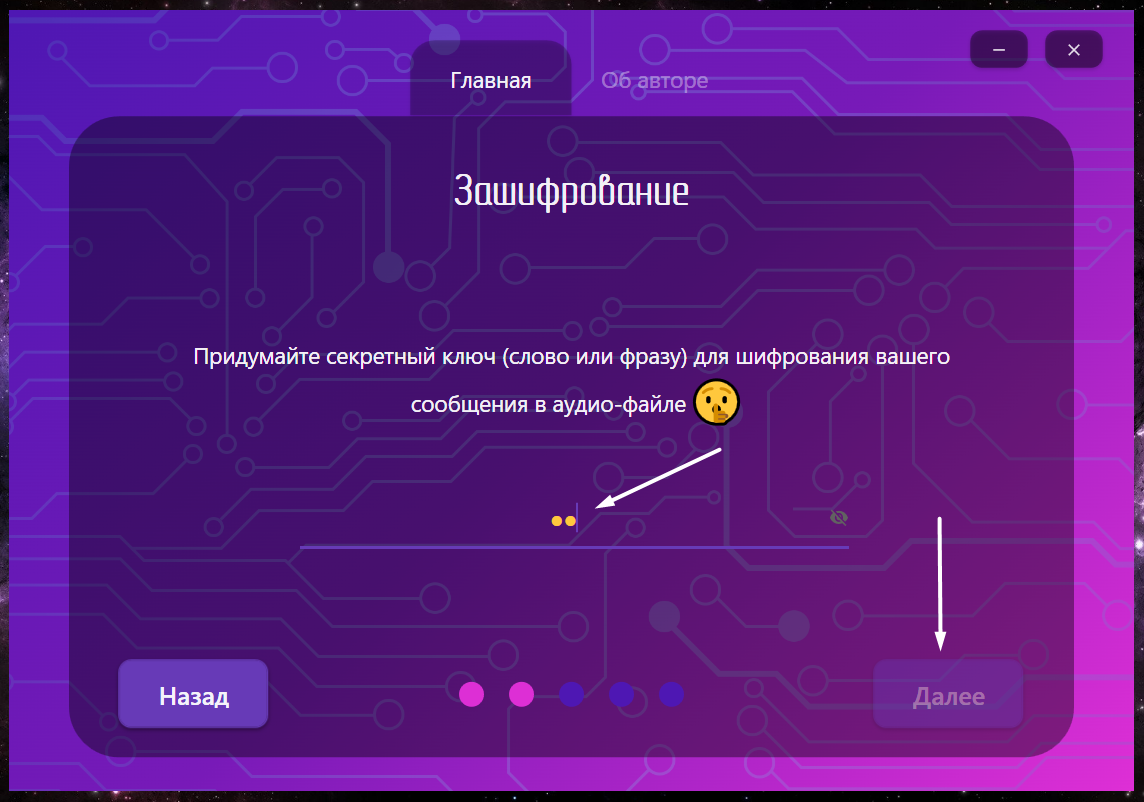 Главная
Об авторе
Зашифрование
Придумайте секретный ключ (слово или фразу) для шифрования вашего
сообщения в аудио-файле
Назад
Далее